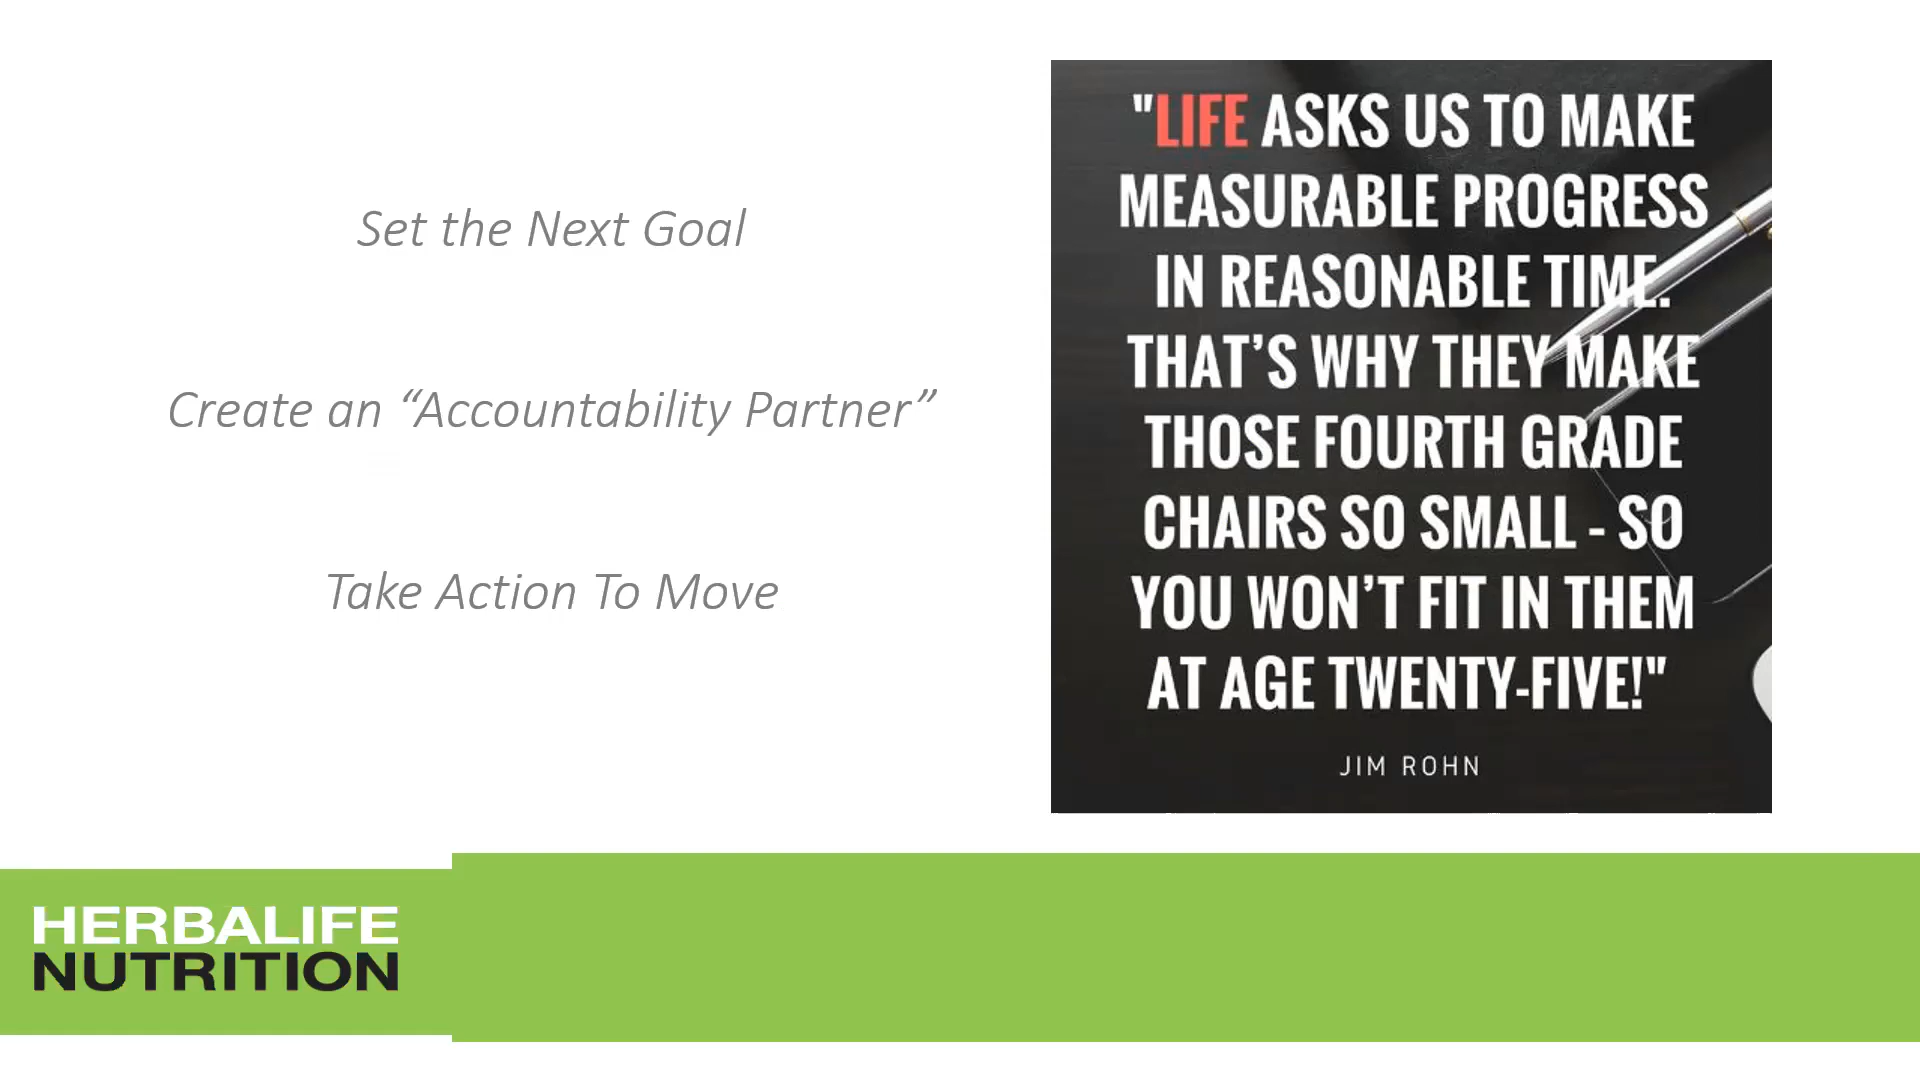 Set the Next Goal
Create an “Accountability Partner”
Take Action To Move
"LIFE ASKS US TO MAKE
MEASURABLE PROGRESS
IN REASONABLE TIME.
THAT’S WHY THEY MAKE
THOSE FOURTH GRADE
CHAIRS SO SMALL - SO
YOU WON’T FIT IN THEM
AT AGE TWENTY-FIVE!"
JIM ROHN
HERBALIFE
NUTRITION